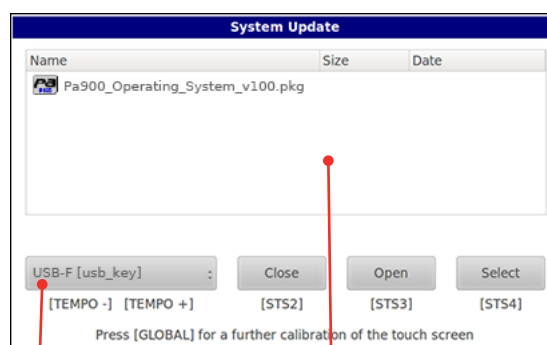 System Update
Name Size Date
Pa900_Operating_System_v100.pkg
USB-F [usb_key] Close Open Select
[TEMPO -] [TEMPO +] [STS2] [STS3] [STS4]
Press [GLOBAL] for a further calibration of the touch screen